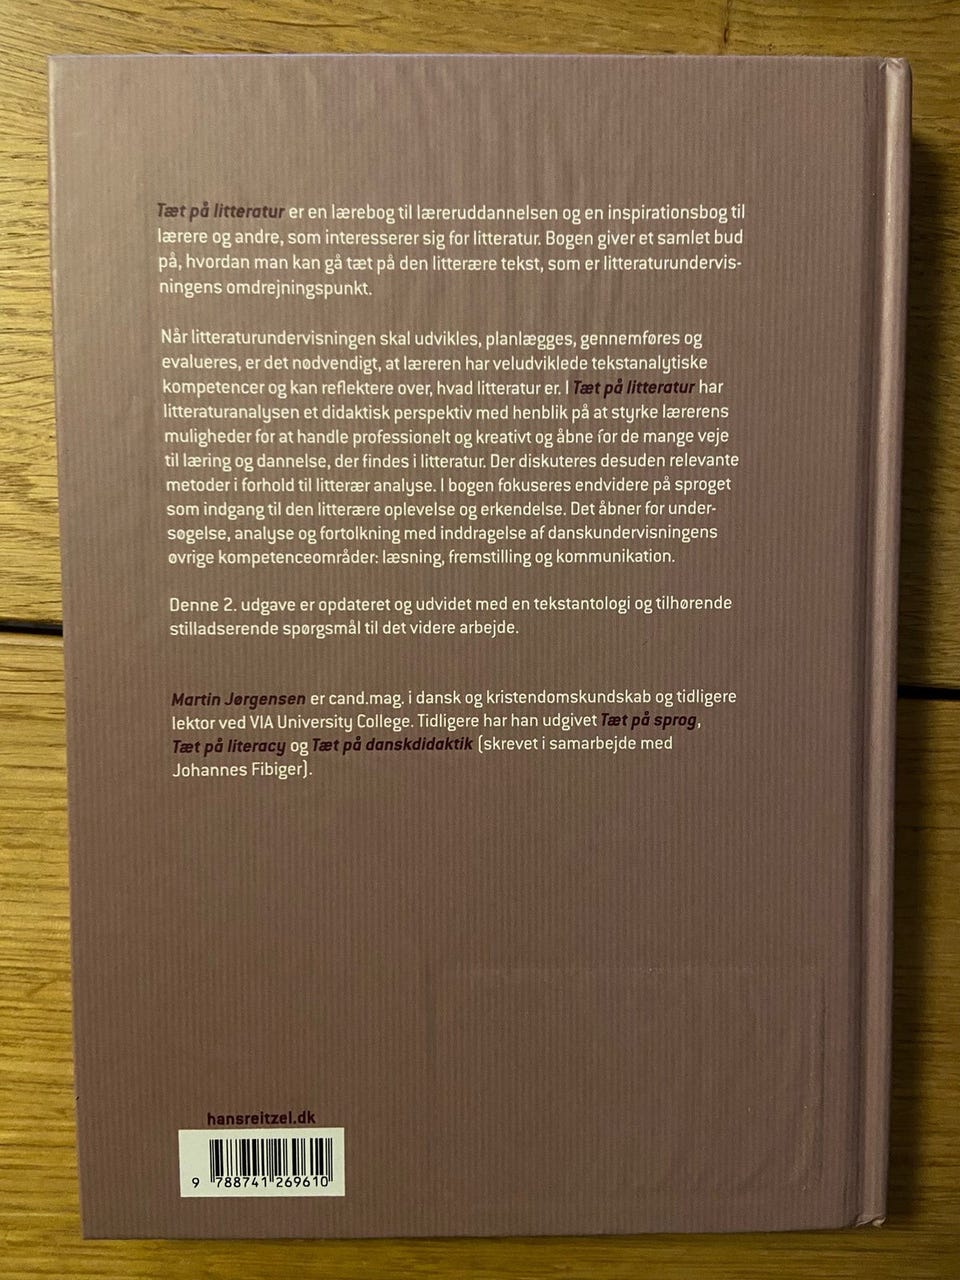 Tæt på litteratur er en lærebog til læreruddannelsen og en inspirationsbog til
lærere og andre, som interesserer sig for litteratur. Bogen giver et samlet bud
på, hvordan man kan gå tæt på den litterære tekst, som er litteraturundervis-
ningens omdrejningspunkt.
Når litteraturundervisningen skal udvikles, planlægges, gennemføres og
evalueres, er det nødvendigt, at læreren har veludviklede tekstanalytiske
kompetencer og kan reflektere over, hvad litteratur er. I Tæt på litteratur har
litteraturanalysen et didaktisk perspektiv med henblik på at styrke lærerens
muligheder for at handle professionelt og kreativt og åbne for de mange veje
til læring og dannelse, der findes i litteratur. Der diskuteres desuden relevante
metoder i forhold til litterær analyse. I bogen fokuseres endvidere på sproget
som indgang til den litterære oplevelse og erkendelse. Det åbner for under-
søgelse, analyse og fortolkning med inddragelse af danskundervisningens
øvrige kompetenceområder: læsning, fremstilling og kommunikation.
Denne 2. udgave er opdateret og udvidet med en tekstantologi og tilhørende
stilladserende spørgsmål til det videre arbejde.
Martin Jørgensen er cand.mag. i dansk og kristendomskundskab og tidligere
lektor ved VIA University College. Tidligere har han udgivet Tæt på sprog,
Tæt på literacy og Tæt på danskdidaktik (skrevet i samarbejde med
Johannes Fibiger).
hansreitzel.dk
9 788741 269610